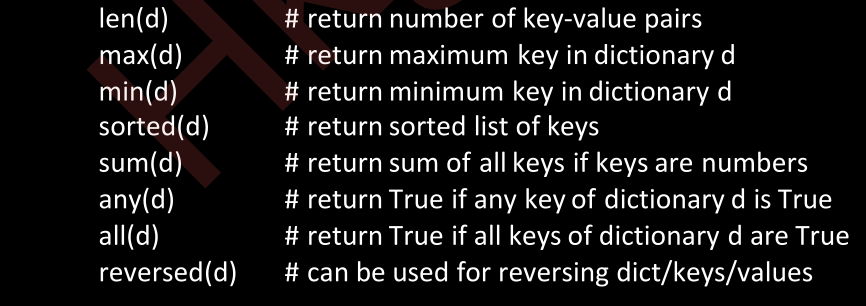 len(d) # return number of key-value pairs
max(d) # return maximum key in dictionary d
min(d) # return minimum key in dictionary d
sorted(d) # return sorted list of keys
sum(d) # return sum of all keys if keys are numbers
any(d) # return True if any key of dictionary d is True
all(d) # return True if all keys of dictionary d are True
reversed(d) # can be used for reversing dict/keys/values